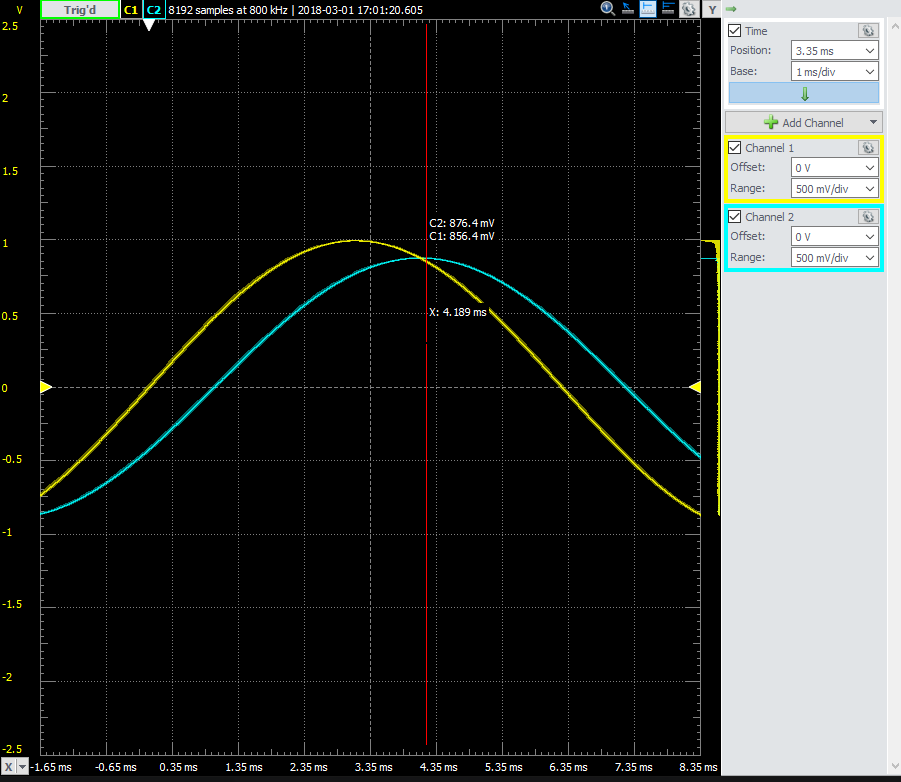 V Trig'd C1 C2 8192 samples at 800 kHz | 2018-03-01 17:01:20.605 Y
2.5
2
1.5
1
0.5
0
-0.5
-1
-1.5
-2
-2.5
C2: 876.4 mV
C1: 856.4 mV
X: 4.189 ms
X -1.65 ms -0.65 ms 0.35 ms 1.35 ms 2.35 ms 3.35 ms 4.35 ms 5.35 ms 6.35 ms 7.35 ms 8.35 ms
Time
Position: 3.35 ms
Base: 1 ms/div
Add Channel
Channel 1
Offset: 0 V
Range: 500 mV/div
Channel 2
Offset: 0 V
Range: 500 mV/div